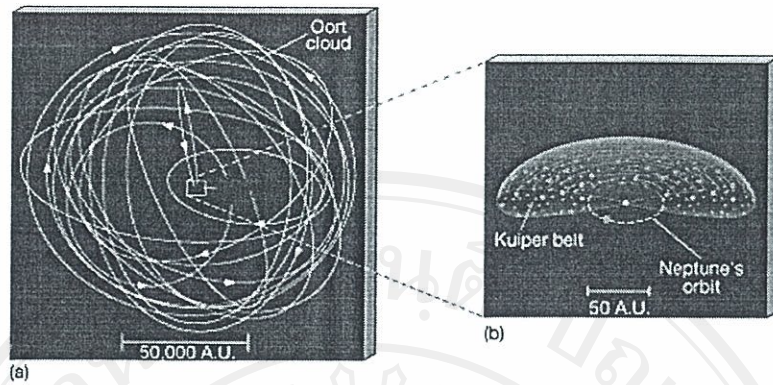 Oort
cloud
50,000 A.U.
(a)
Kuiper belt
Neptune's
orbit
50 A.U.
(b)